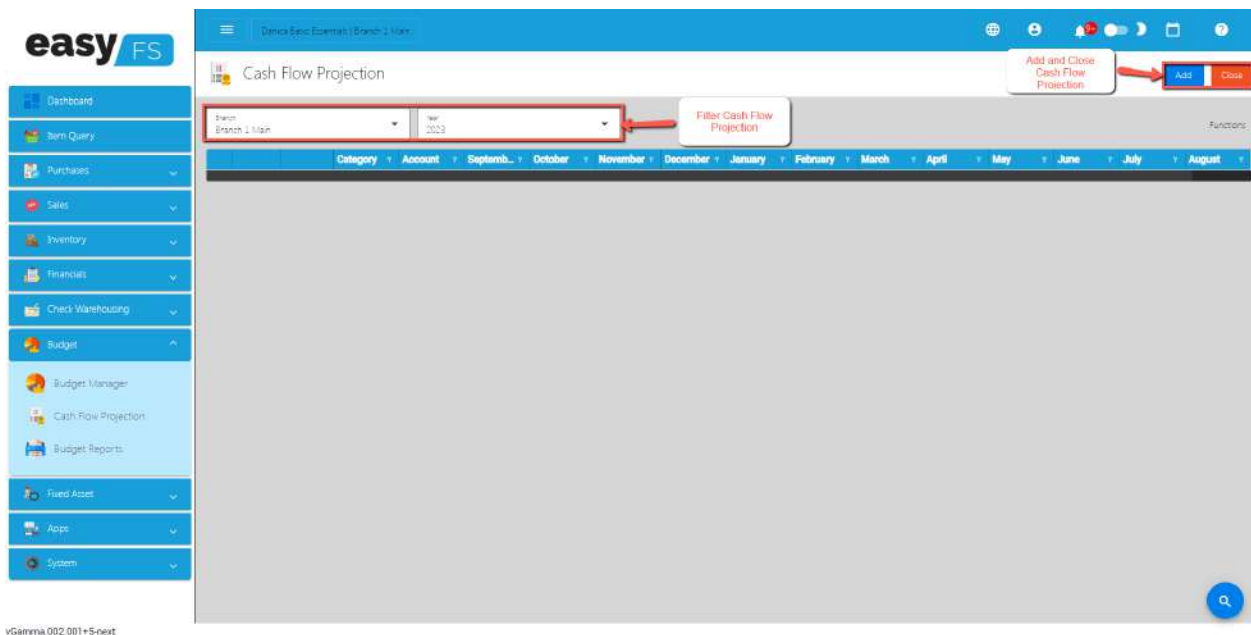 easy FS
Danica Basic Essentials | Branch 1 Main
9+
Cash Flow Projection
Add and Close
Cash Flow
Projection
Add
Close
Branch
Branch 1 Main
Year
2023
Filter Cash Flow
Projection
Functions
Category
Account
Septemb...
October
November
December
January
February
March
April
May
June
July
August
Dashboard
Item Query
Purchases
Sales
Inventory
Financials
Check Warehousing
Budget
Budget Manager
Cash Flow Projection
Budget Reports
Fixed Asset
Apps
System
vGamma.002.001+5-next